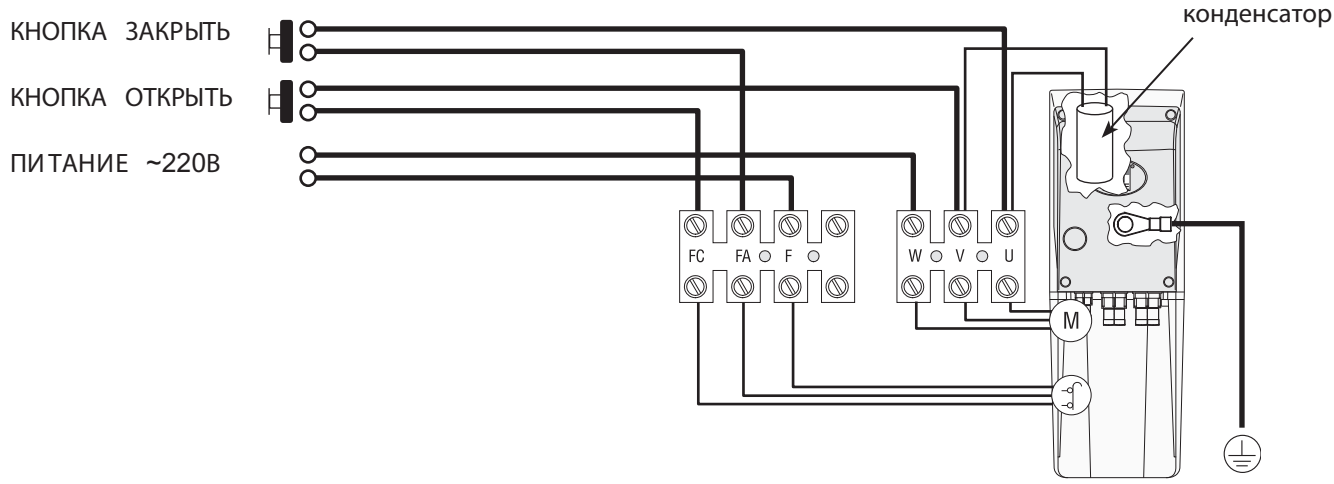 конденсатор
КНОПКА ЗАКРЫТЬ
КНОПКА ОТКРЫТЬ
ПИТАНИЕ ~220В
FC FA F W V U
M